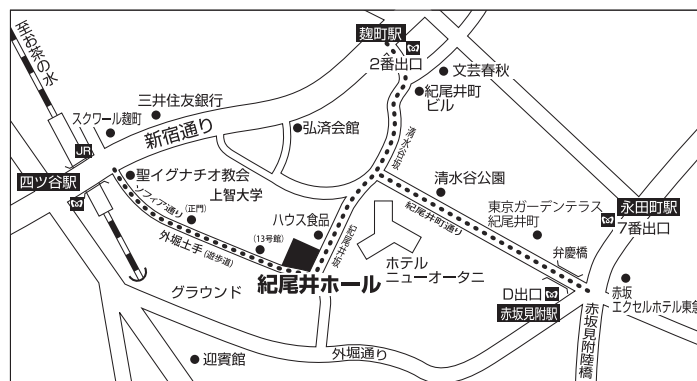 至お茶の水
麹町駅
2番出口
文芸春秋
三井住友銀行
スクワール麹町
新宿通り
弘済会館
紀尾井町
ビル
清水谷坂
JR
四ツ谷駅
聖イグナチオ教会
上智大学
ソフィア通り
(正門)
清水谷公園
東京ガーデンテラス
紀尾井町
永田町駅
7番出口
紀尾井町通り
ハウス食品
(13号館)
紀尾井坂
外堀土手(遊歩道)
ホテル
ニューオータニ
弁慶橋
紀尾井ホール
グラウンド
D出口
赤坂見附駅
赤坂
エクセルホテル東急
赤坂見附陸橋
迎賓館
外堀通り